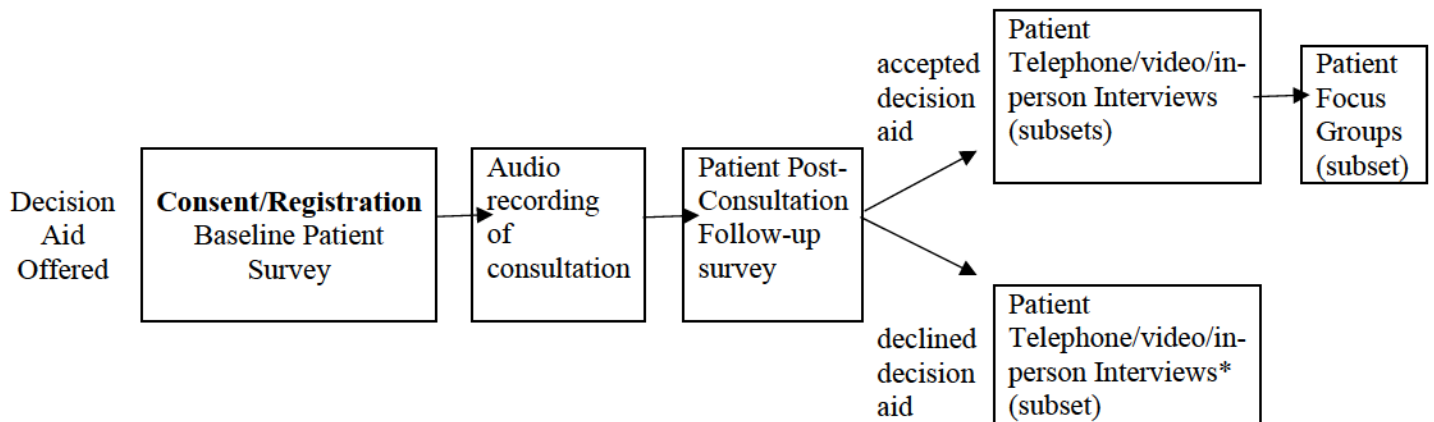 Decision
Aid
Offered
Consent/Registration
Baseline Patient
Survey
Audio
recording
of
consultation
Patient Post-
Consultation
Follow-up
survey
accepted
decision
aid
Patient
Telephone/video/in-
person Interviews
(subsets)
Patient
Focus
Groups
(subset)
declined
decision
aid
Patient
Telephone/video/in-
person Interviews*
(subset)